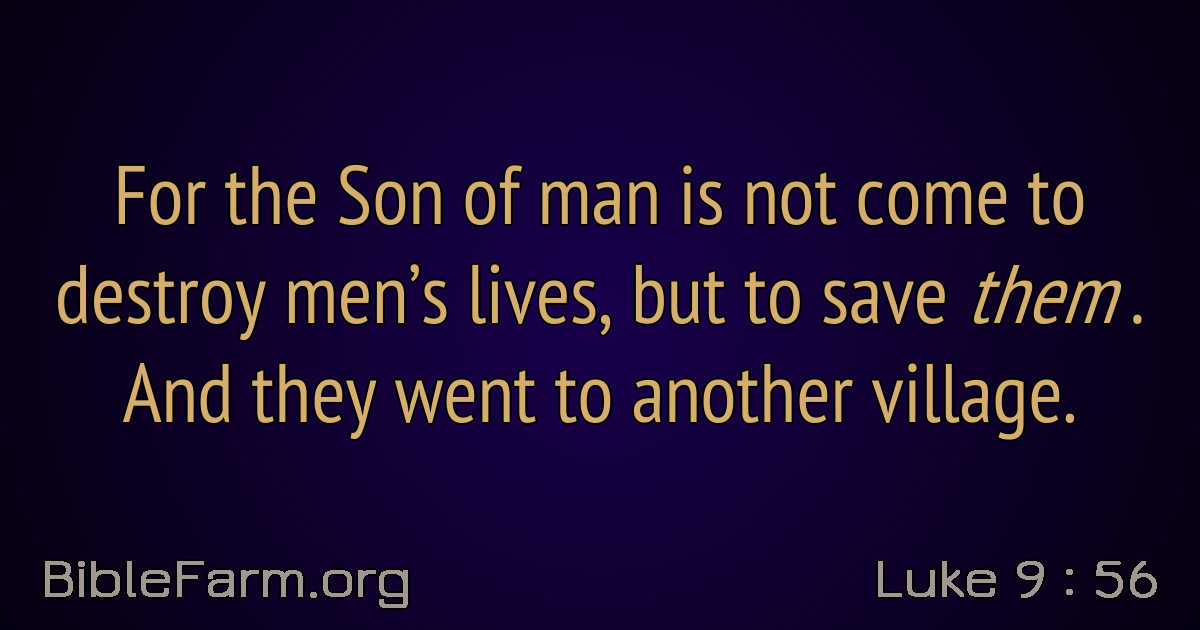 For the Son of man is not come to
destroy men’s lives, but to save them .
And they went to another village.
BibleFarm.org
Luke 9 : 56